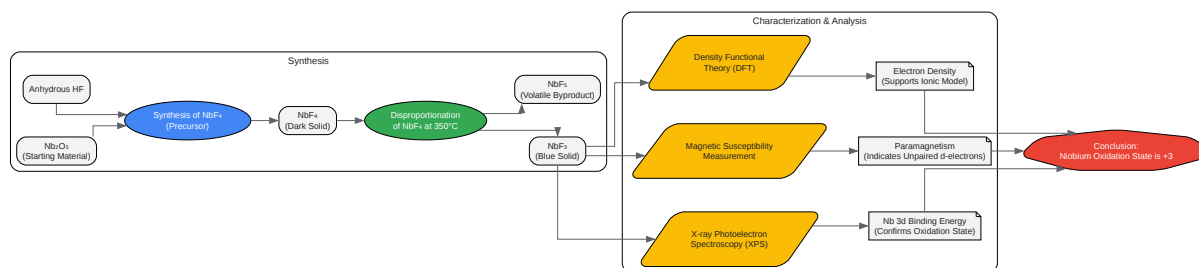 Synthesis
Anhydrous HF
Nb₂O₅
(Starting Material)
Synthesis of NbF₄
(Precursor)
NbF₄
(Dark Solid)
Disproportionation
of NbF₄ at 350°C
NbF₅
(Volatile Byproduct)
NbF₃
(Blue Solid)
Characterization & Analysis
Density Functional
Theory (DFT)
Electron Density
(Supports Ionic Model)
Magnetic Susceptibility
Measurement
Paramagnetism
(Indicates Unpaired d-electrons)
X-ray Photoelectron
Spectroscopy (XPS)
Nb 3d Binding Energy
(Confirms Oxidation State)
Conclusion:
Niobium Oxidation State is +3